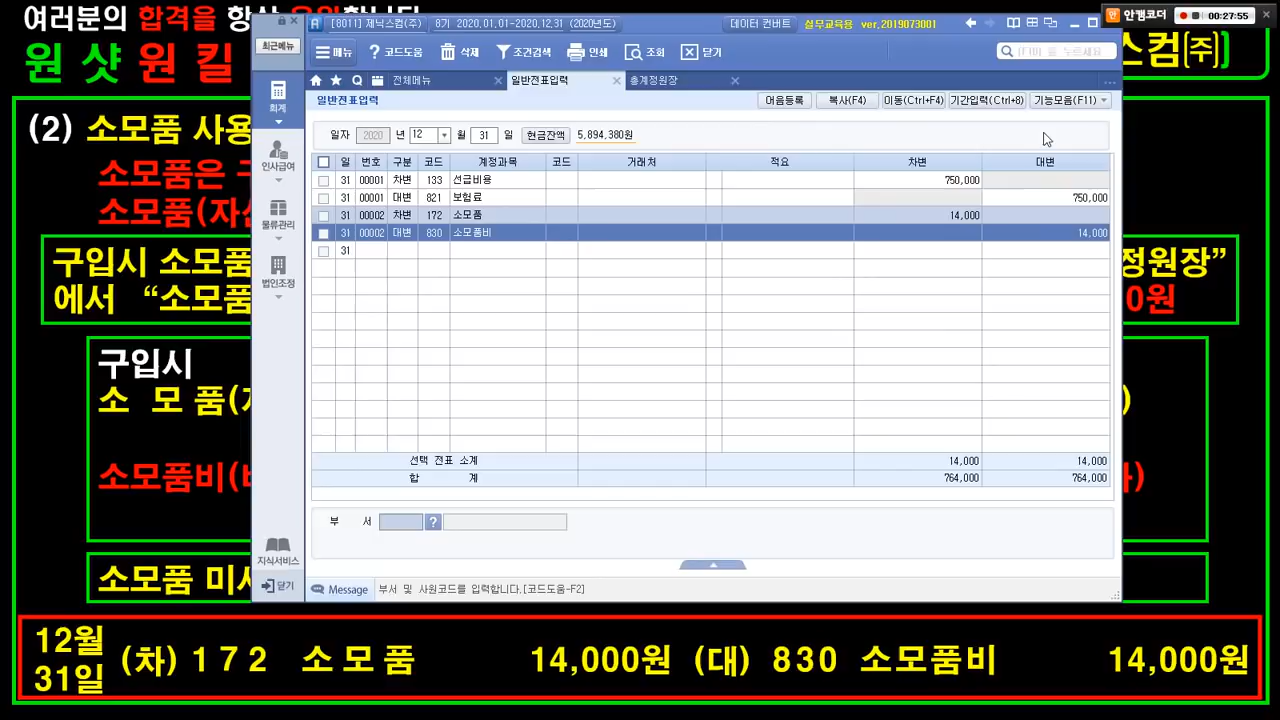 여러분의 합격을 항상
원 샷 원 킬
스컴㈜]
안캠코더
00:27:55
(2) 소모품 사용
소모품은 구
소모품(자산
구입시 소모품
정원장”
에서 “소모품
0원
구입시
소 모 품(
)
소모품비(비
)
소모품 미사
12월
31일
(차) 1 7 2 소 모 품 14,000원 (대) 830 소모품비 14,000원
최근메뉴
[8011] 제낙스컴(주) 8기 2020.01.01~2020.12.31 (2020년도)
데이터 컨버트
실무교육용 ver.2019073001
메뉴 코드도움 삭제 조건검색 인쇄 조회 닫기
전체메뉴 일반전표입력 총계정원장
회계
인사급여
물류관리
법인조정
지식서비스
닫기
일반전표입력
어음등록 복사(F4) 이동(Ctrl+F4) 기간입력(Ctrl+8) 기능모음(F11)
일자 2020 년 12 월 31 일 현금잔액 5,894,380원
일 번호 구분 코드 계정과목 코드 거래처 적요 차변 대변
31 00001 차변 133 선급비용 750,000
31 00001 대변 821 보험료 750,000
31 00002 차변 172 소모품 14,000
31 00002 대변 830 소모품비 14,000
31
선택 전표 소계 14,000 14,000
합 계 764,000 764,000
부 서 ?
Message 부서 및 사원코드를 입력합니다.[코드도움-F2]